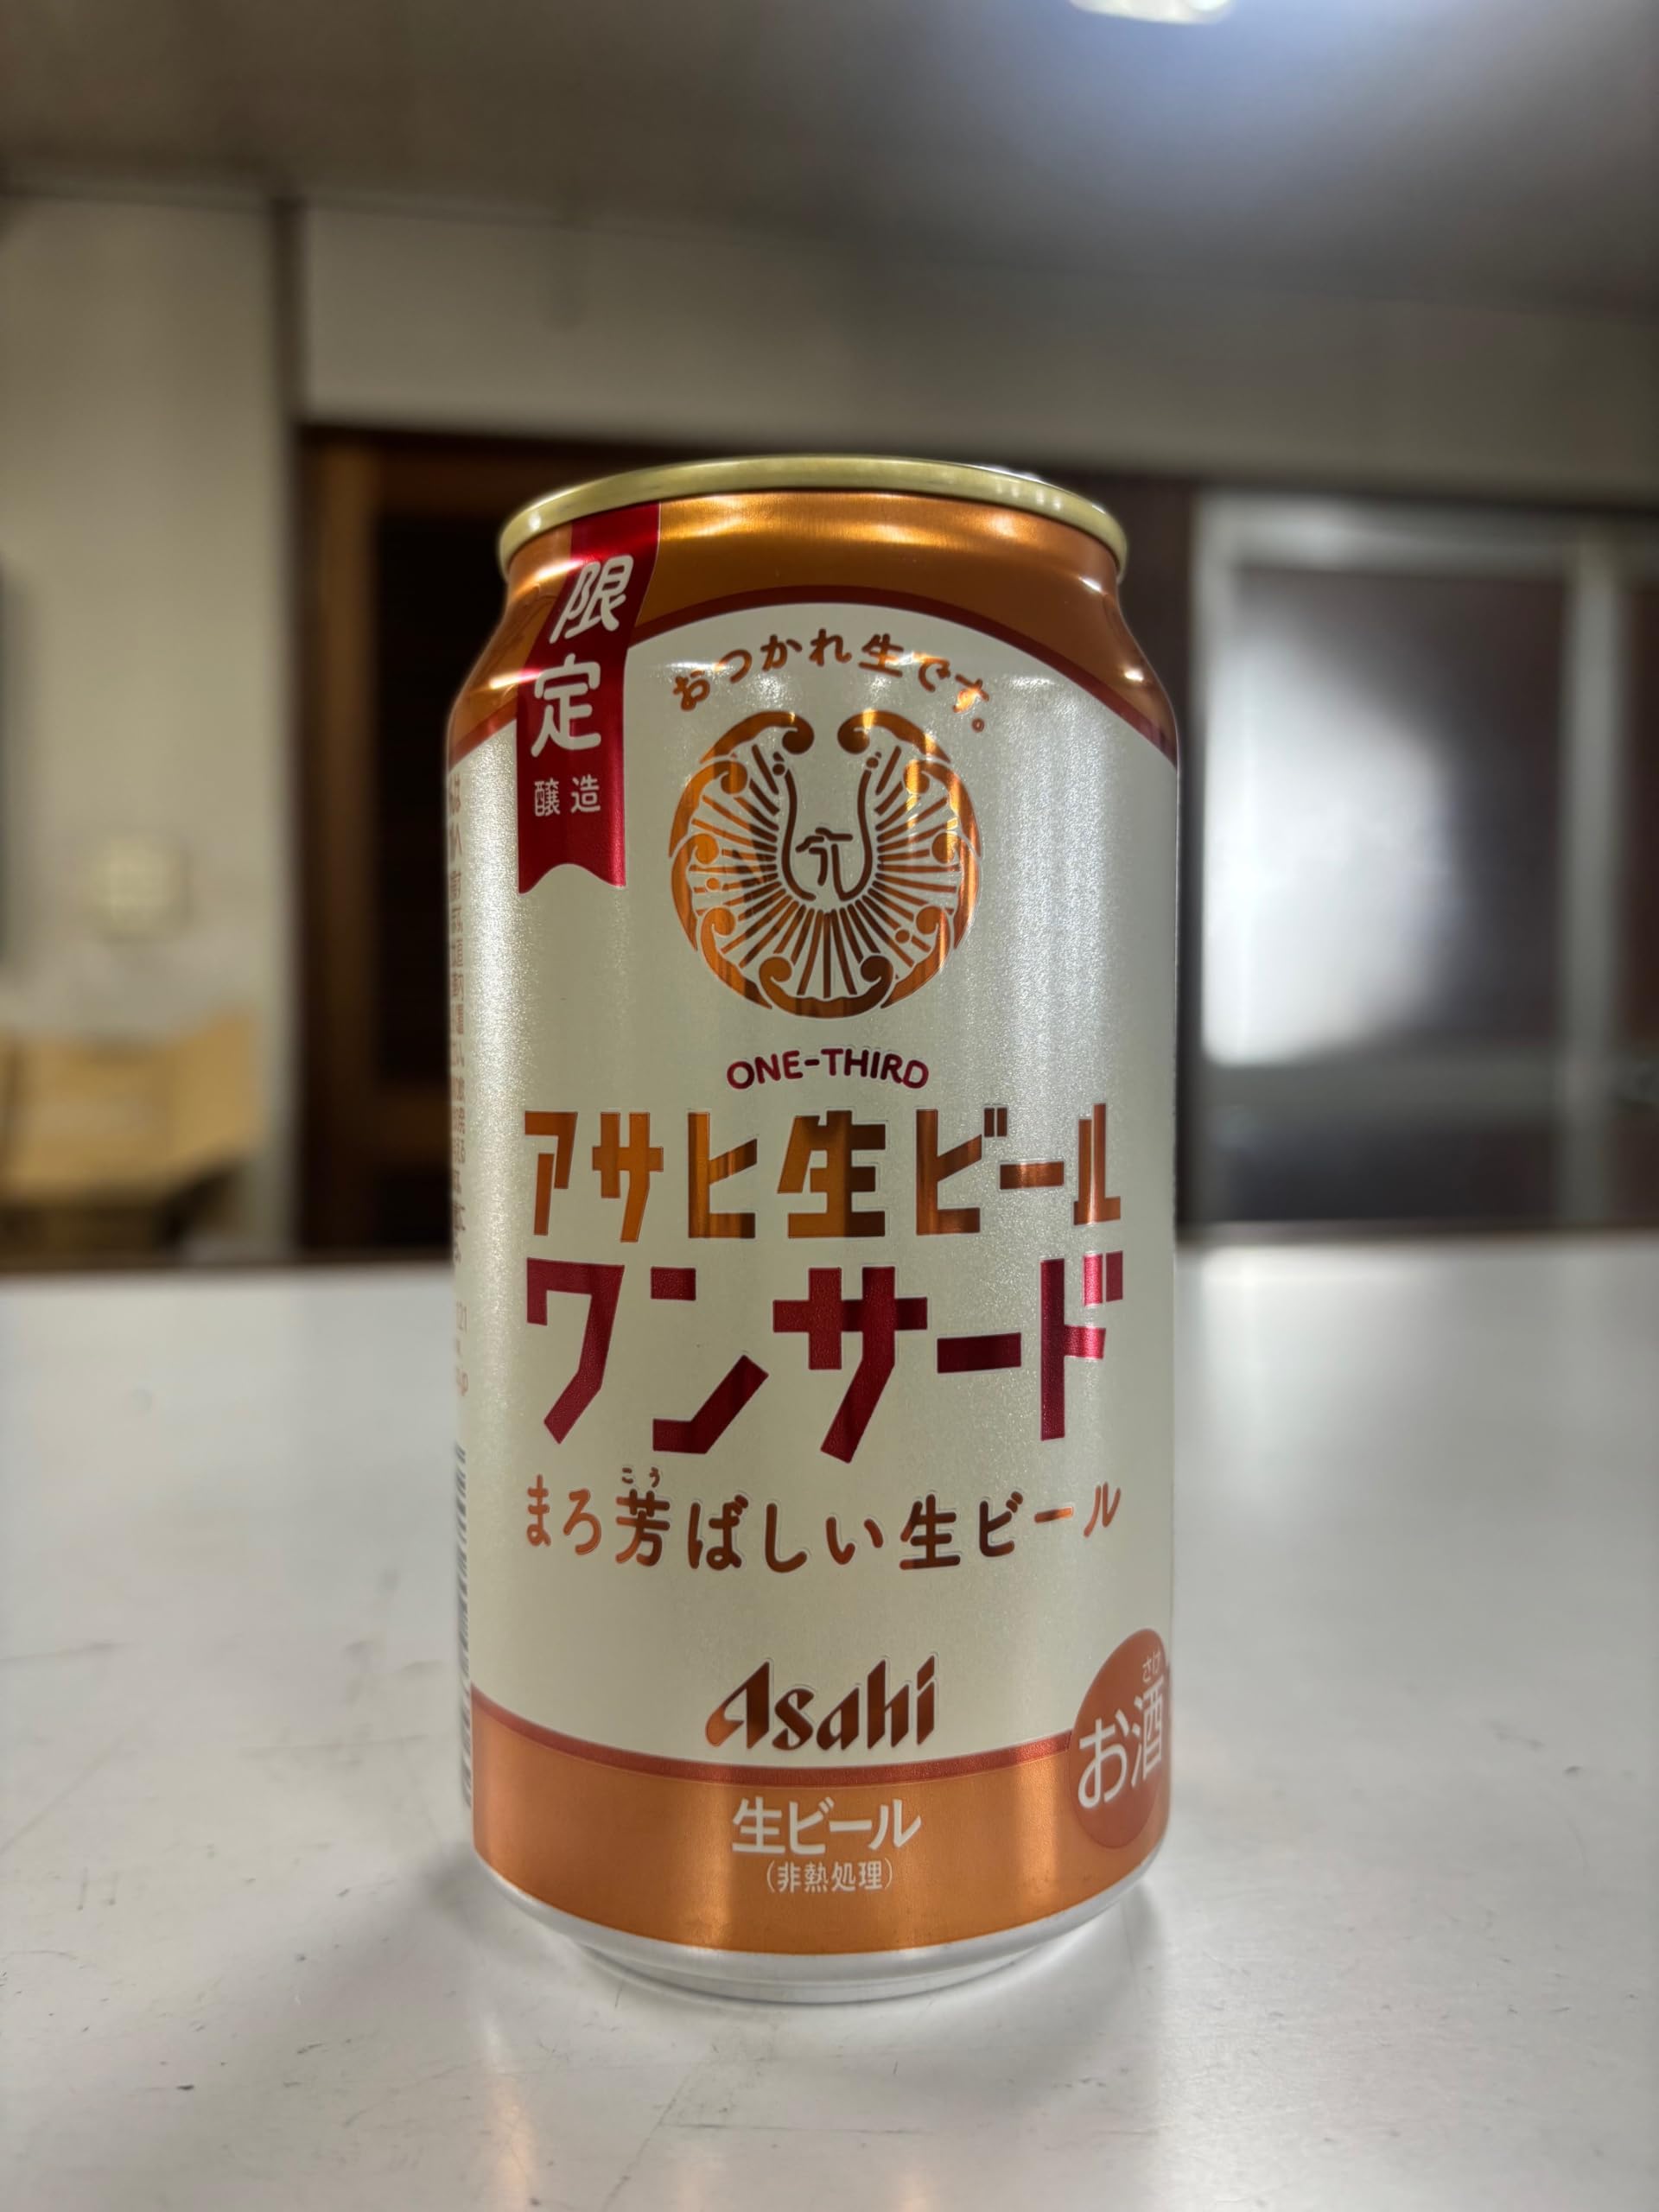 限定
醸造
おつかれ生です。
ONE-THIRD
アサヒ生ビール
ワンサード
こう
まろ芳ばしい生ビール
Asahi
さけ
お酒
生ビール
(非熱処理)